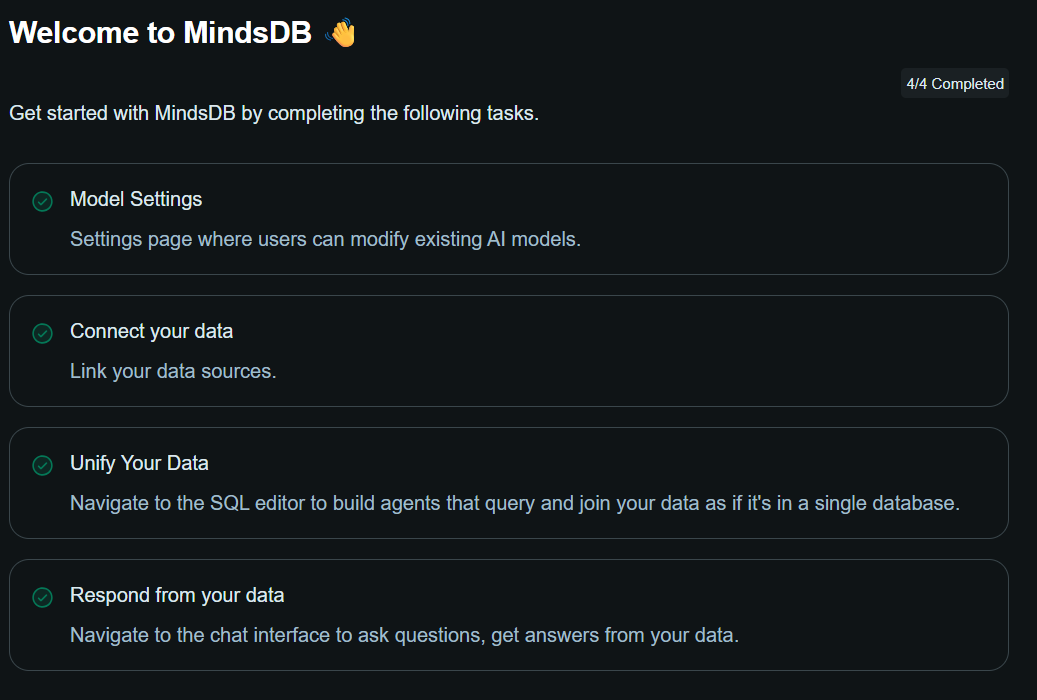 Welcome to MindsDB 👋
4/4 Completed
Get started with MindsDB by completing the following tasks.
Model Settings
Settings page where users can modify existing AI models.
Connect your data
Link your data sources.
Unify Your Data
Navigate to the SQL editor to build agents that query and join your data as if it's in a single database.
Respond from your data
Navigate to the chat interface to ask questions, get answers from your data.